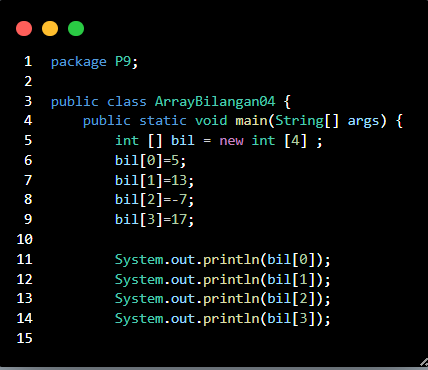 1 package P9;
2
3 public class ArrayBilangan04 {
4     public static void main(String[] args) {
5         int [] bil = new int [4] ;
6         bil[0]=5;
7         bil[1]=13;
8         bil[2]=-7;
9         bil[3]=17;
10
11         System.out.println(bil[0]);
12         System.out.println(bil[1]);
13         System.out.println(bil[2]);
14         System.out.println(bil[3]);
15